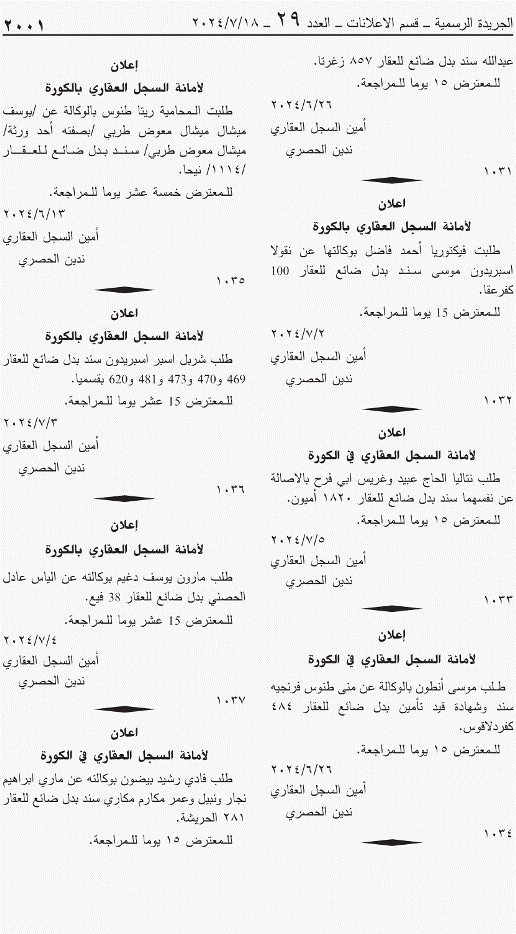 الجريدة الرسمية ــ قسم الاعلانات ــ العدد ٢٩ ــ ٢٠٢٤/٧/١٨
٢٠٠١
عبدالله سند بدل ضائع للعقار ٨٥٧ زغرتا.
للمعترض ١٥ يوما للمراجعة.
٢٠٢٤/٦/٢٦
أمين السجل العقاري
ندين الحصري
١٠٣١
اعلان
لأمانة السجل العقاري بالكورة
طلبت فيكتوريا أحمد فاضل بوكالتها عن نقولا
اسبريدون موسى سند بدل ضائع للعقار 100
كفرعقا.
للمعترض 15 يوما للمراجعة.
٢٠٢٤/٧/٢
أمين السجل العقاري
ندين الحصري
١٠٣٢
اعلان
لأمانة السجل العقاري في الكورة
طلب نتاليا الحاج عبيد وغريس ابي فرح بالاصالة
عن نفسهما سند بدل ضائع للعقار ١٨٢٠ أميون.
للمعترض ١٥ يوما للمراجعة.
٢٠٢٤/٧/٥
أمين السجل العقاري
ندين الحصري
١٠٣٣
إعلان
لأمانة السجل العقاري في الكورة
طلب موسى أنطون بالوكالة عن منى طنوس فرنجيه
سند وشهادة قيد تأمين بدل ضائع للعقار ٤٨٤
كفردلاقوس.
للمعترض ١٥ يوما للمراجعة.
٢٠٢٤/٦/٢٦
أمين السجل العقاري
ندين الحصري
١٠٣٤
إعلان
لأمانة السجل العقاري بالكورة
طلبت المحامية ريتا طنوس بالوكالة عن /يوسف
ميشال ميشال معوض طربي /بصفته أحد ورثة/
ميشال معوض طربي/ سند بدل ضائع للعقار
/١١١٤/ نيحا.
للمعترض خمسة عشر يوما للمراجعة.
٢٠٢٤/٦/١٣
أمين السجل العقاري
ندين الحصري
١٠٣٥
اعلان
لأمانة السجل العقاري بالكورة
طلب شربل اسبر اسبريدون سند بدل ضائع للعقار
469 و470 و473 و481 و620 بقسميا.
للمعترض 15 عشر يوما للمراجعة.
٢٠٢٤/٧/٣
أمين السجل العقاري
ندين الحصري
١٠٣٦
إعلان
لأمانة السجل العقاري بالكورة
طلب مارون يوسف دغيم بوكالته عن الياس عادل
الحصني بدل ضائع للعقار 38 فيع.
للمعترض 15 عشر يوما للمراجعة.
٢٠٢٤/٧/٤
أمين السجل العقاري
ندين الحصري
١٠٣٧
اعلان
لأمانة السجل العقاري في الكورة
طلب فادي رشيد بيضون بوكالته عن ماري ابراهيم
نجار ونبيل وعمر مكارم مكاري سند بدل ضائع للعقار
٢٨١ الحريشة.
للمعترض ١٥ يوما للمراجعة.